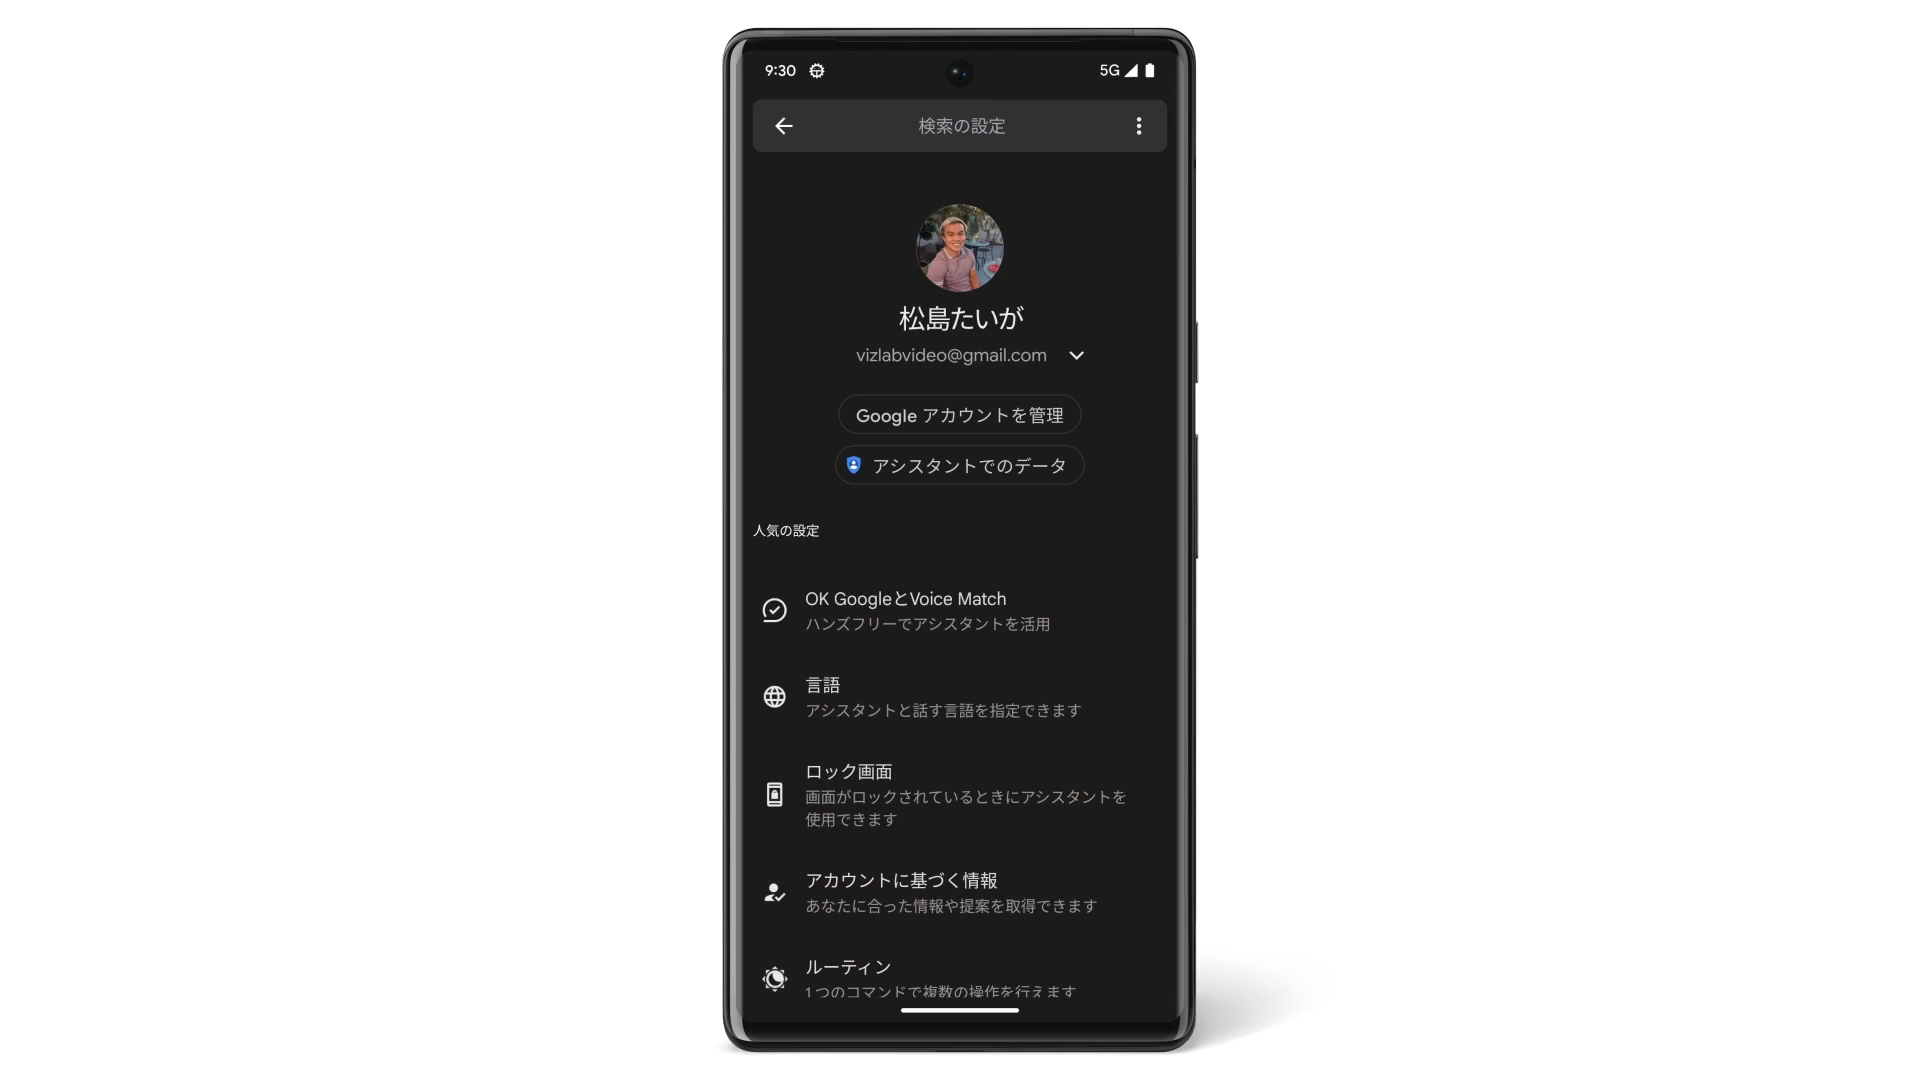 9:30 5G
検索の設定
松島たいが
vizlabvideo@gmail.com
Google アカウントを管理
アシスタントでのデータ
人気の設定
OK GoogleとVoice Match
ハンズフリーでアシスタントを活用
言語
アシスタントと話す言語を指定できます
ロック画面
画面がロックされているときにアシスタントを
使用できます
アカウントに基づく情報
あなたに合った情報や提案を取得できます
ルーティン
1 つのコマンドで複数の操作を行えます